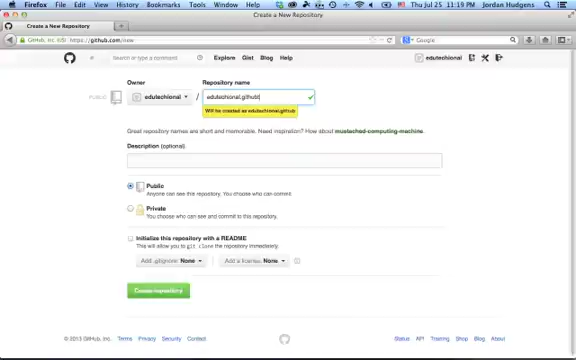 Firefox File Edit View History Bookmarks Tools Window Help Thu Jul 25 11:19 PM Jordan Hudgens
Create a New Repository
Create a New Repository
GitHub, Inc. (US) https://github.com/new Google
Search or type a command Explore Gist Blog Help edutechional
Owner Repository name
PUBLIC edutechional / edutechional.github
Will be created as edutechional.github
Great repository names are short and memorable. Need inspiration? How about mustached-computing-machine.
Description (optional)
Public
Anyone can see this repository. You choose who can commit.
Private
You choose who can see and commit to this repository.
Initialize this repository with a README
This will allow you to git clone the repository immediately.
Add .gitignore: None Add a license: None
Create repository
© 2013 GitHub, Inc. Terms Privacy Security Contact Status API Training Shop Blog About